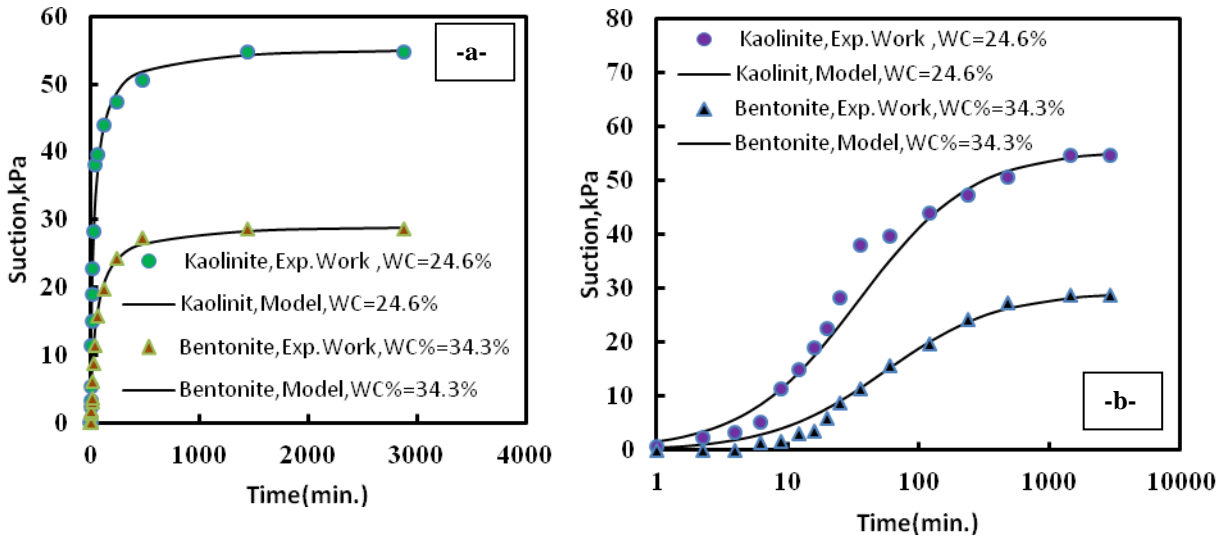 60
50
40
30
20
10
0
0
1000
2000
3000
4000
Suction,kPa
Time(min.)
-a-
Kaolinite,Exp.Work ,WC=24.6%
Kaolinit,Model,WC=24.6%
Bentonite,Exp.Work,WC%=34.3%
Bentonite,Model,WC%=34.3%
80
70
60
50
40
30
20
10
0
1
10
100
1000
10000
Suction,kPa
Time(min.)
Kaolinite,Exp.Work ,WC=24.6%
Kaolinit,Model,WC=24.6%
Bentonite,Exp.Work,WC%=34.3%
Bentonite,Model,WC%=34.3%
-b-